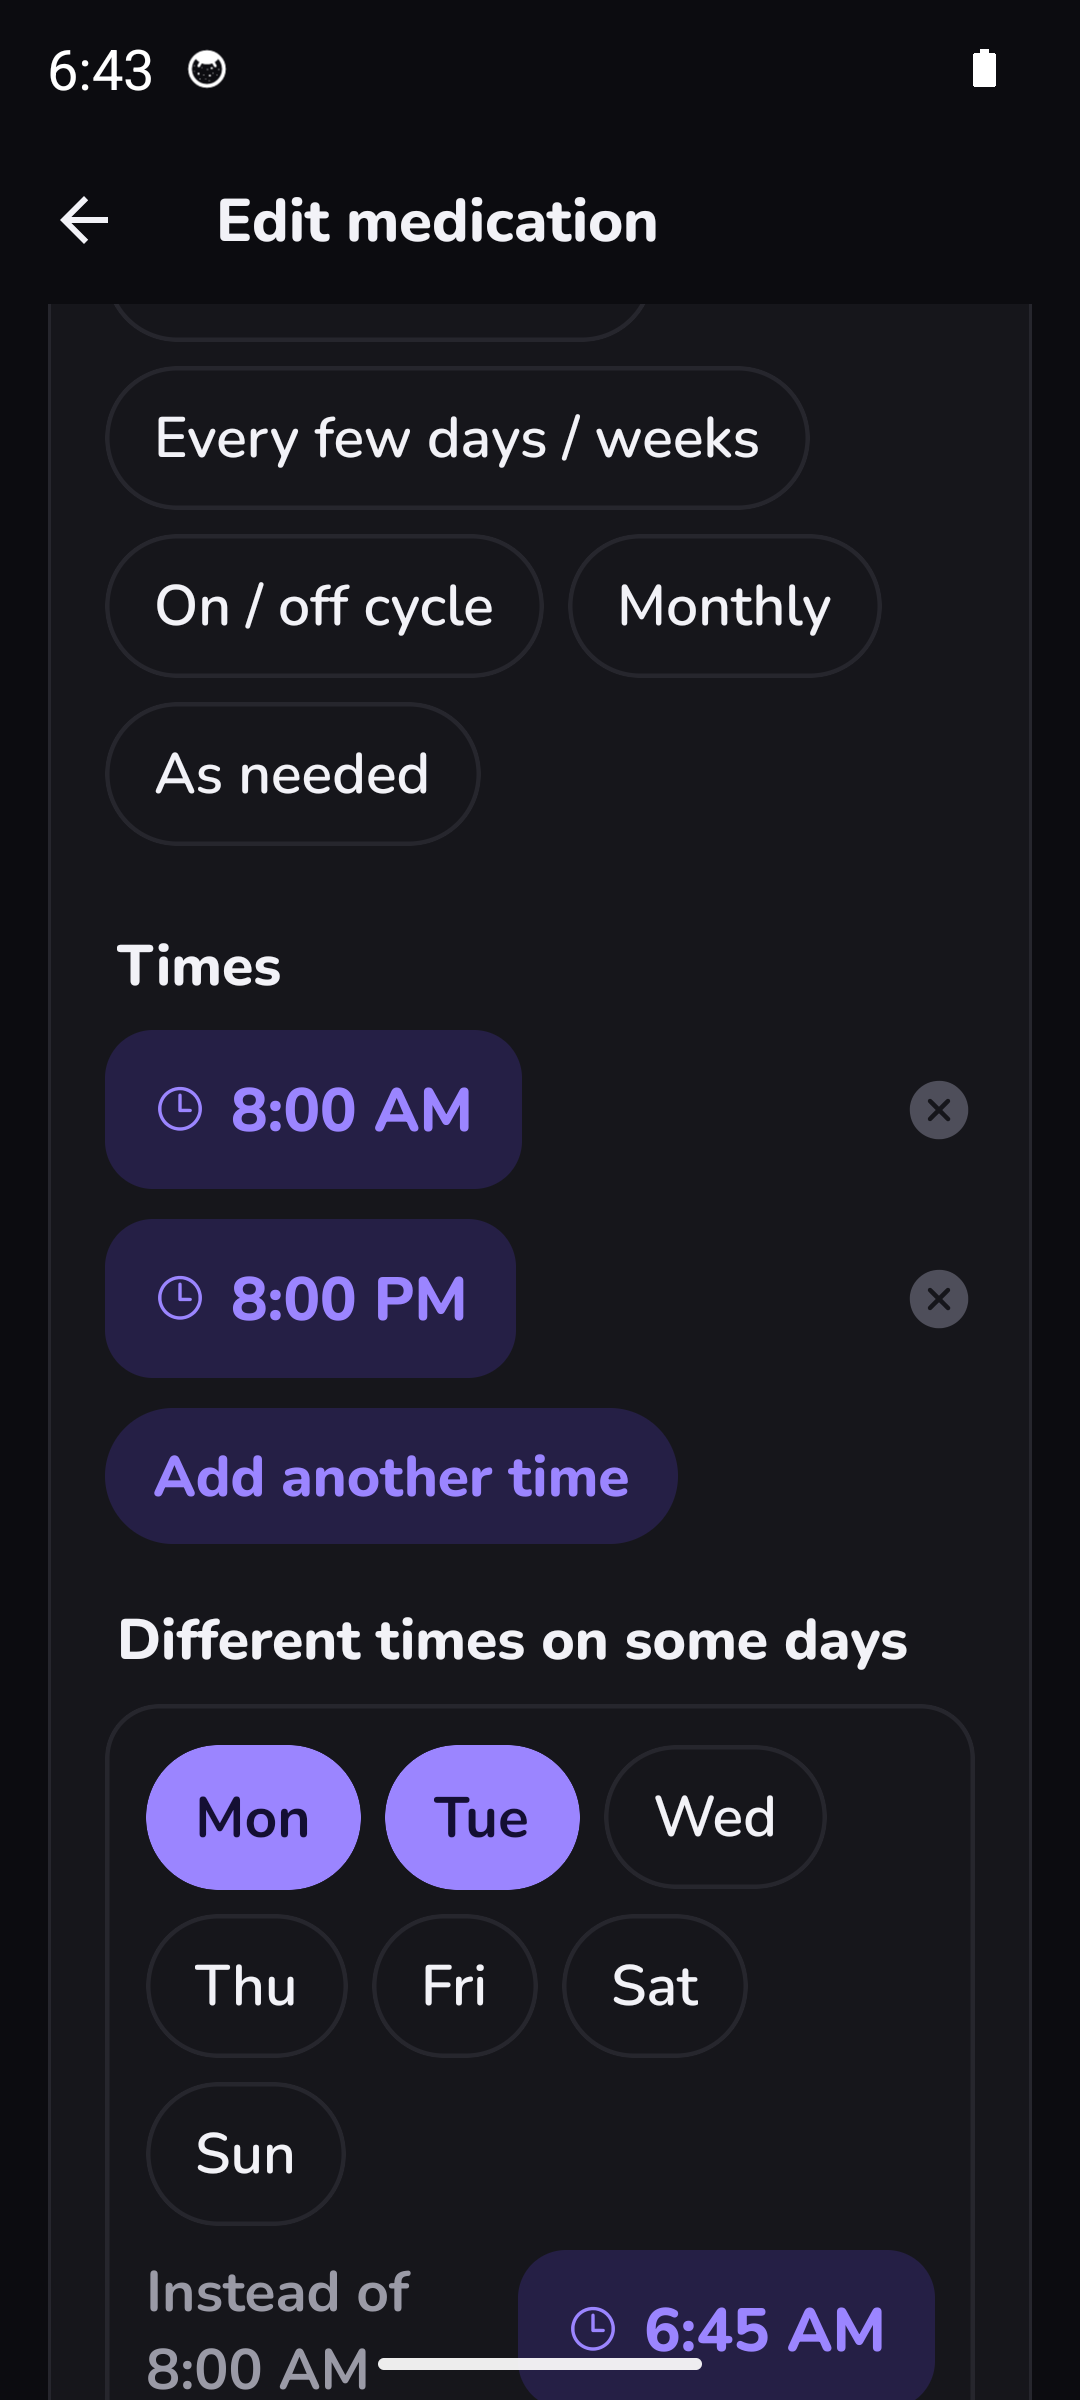 6:43
Edit medication
Every few days / weeks
On / off cycle
Monthly
As needed
Times
8:00 AM
8:00 PM
Add another time
Different times on some days
Mon
Tue
Wed
Thu
Fri
Sat
Sun
Instead of
8:00 AM
6:45 AM